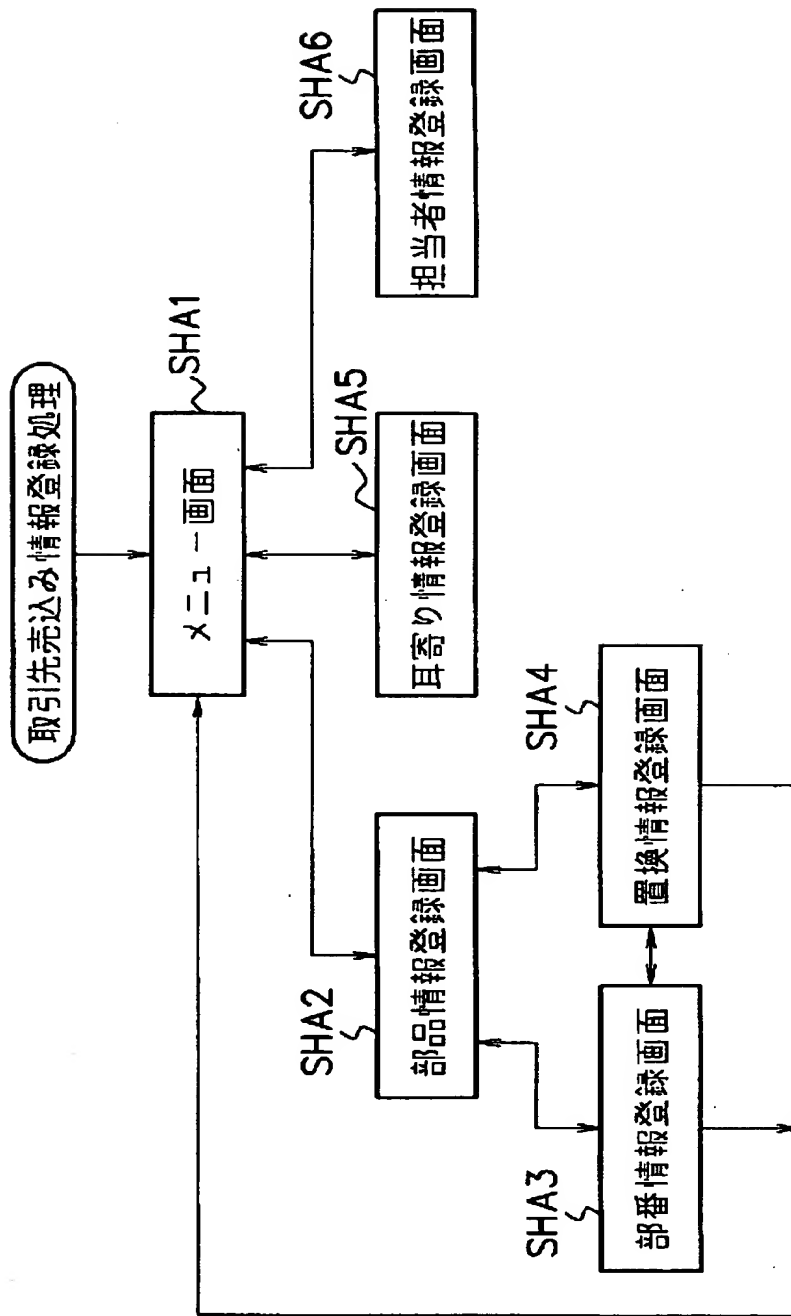 取引先売込み情報登録処理
SHA1
メニュー画面
SHA2
部品情報登録画面
SHA5
耳寄り情報登録画面
SHA6
担当者情報登録画面
SHA3
部番情報登録画面
SHA4
置換情報登録画面